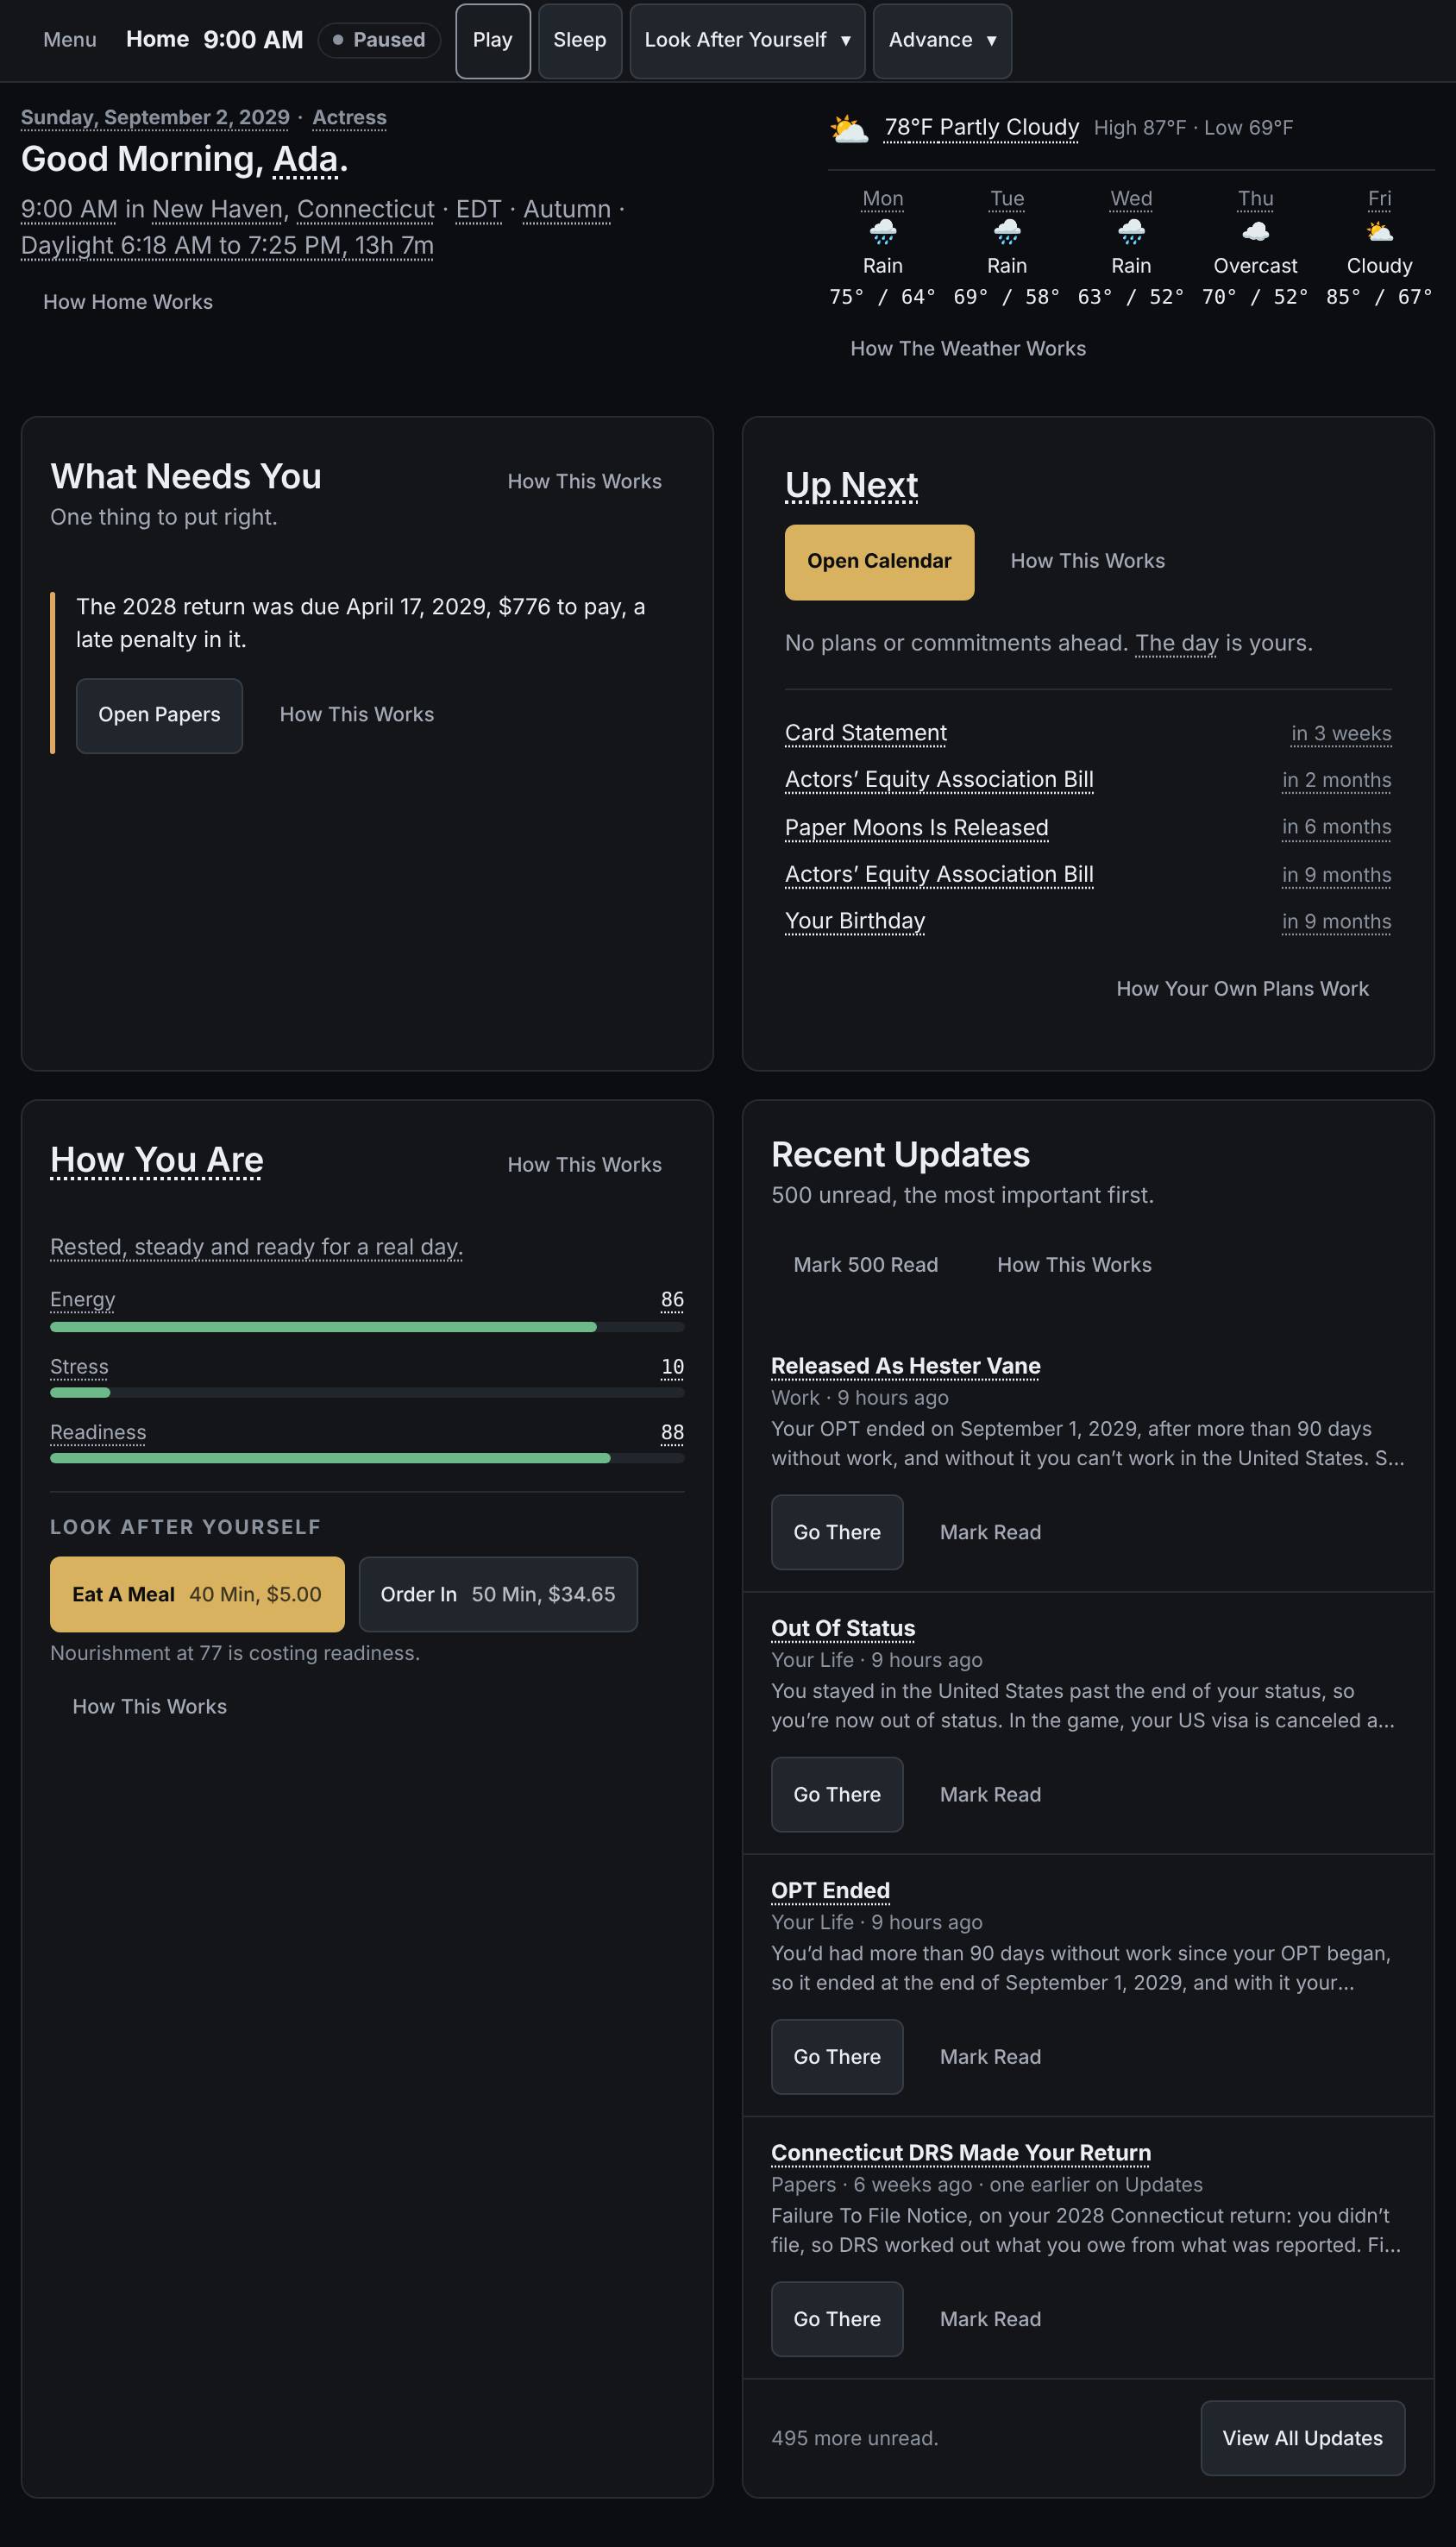 Menu Home 9:00 AM Paused Play Sleep Look After Yourself ▾ Advance ▾
Sunday, September 2, 2029 · Actress
Good Morning, Ada.
9:00 AM in New Haven, Connecticut · EDT · Autumn ·
Daylight 6:18 AM to 7:25 PM, 13h 7m
How Home Works
78°F Partly Cloudy High 87°F · Low 69°F
Mon Tue Wed Thu Fri
Rain Rain Rain Overcast Cloudy
75° / 64° 69° / 58° 63° / 52° 70° / 52° 85° / 67°
How The Weather Works
What Needs You
How This Works
One thing to put right.
The 2028 return was due April 17, 2029, $776 to pay, a
late penalty in it.
Open Papers How This Works
Up Next
Open Calendar How This Works
No plans or commitments ahead. The day is yours.
Card Statement in 3 weeks
Actors’ Equity Association Bill in 2 months
Paper Moons Is Released in 6 months
Actors’ Equity Association Bill in 9 months
Your Birthday in 9 months
How Your Own Plans Work
How You Are
How This Works
Rested, steady and ready for a real day.
Energy 86
Stress 10
Readiness 88
LOOK AFTER YOURSELF
Eat A Meal 40 Min, $5.00 Order In 50 Min, $34.65
Nourishment at 77 is costing readiness.
How This Works
Recent Updates
500 unread, the most important first.
Mark 500 Read How This Works
Released As Hester Vane
Work · 9 hours ago
Your OPT ended on September 1, 2029, after more than 90 days
without work, and without it you can’t work in the United States. S…
Go There Mark Read
Out Of Status
Your Life · 9 hours ago
You stayed in the United States past the end of your status, so
you’re now out of status. In the game, your US visa is canceled a…
Go There Mark Read
OPT Ended
Your Life · 9 hours ago
You’d had more than 90 days without work since your OPT began,
so it ended at the end of September 1, 2029, and with it your…
Go There Mark Read
Connecticut DRS Made Your Return
Papers · 6 weeks ago · one earlier on Updates
Failure To File Notice, on your 2028 Connecticut return: you didn’t
file, so DRS worked out what you owe from what was reported. Fi…
Go There Mark Read
495 more unread. View All Updates